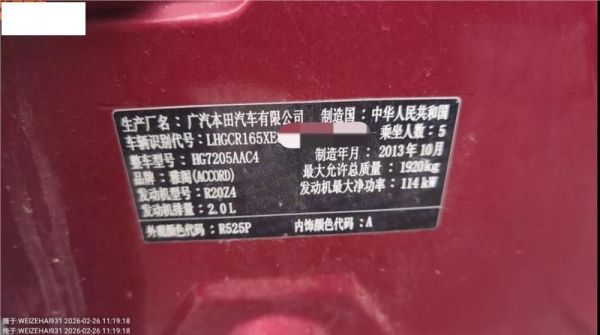 生产厂名：广汽本田汽车有限公司 制造国：中华人民共和国
车辆识别代号：LHGCR165XE 乘坐人数：5
整车型号：HG7205AAC4 制造年月：2013年10月
品牌：雅阁(ACCORD) 最大允许总质量：1920kg
发动机型号：R20Z4 发动机最大净功率：114kW
发动机排量：2.0L
外观颜色代码：R525P 内饰颜色代码：A
摄于:WEIZEHAI931 2026-02-26 11:19:18
传于:WEIZEHAI931 2026-02-26 11:19:18